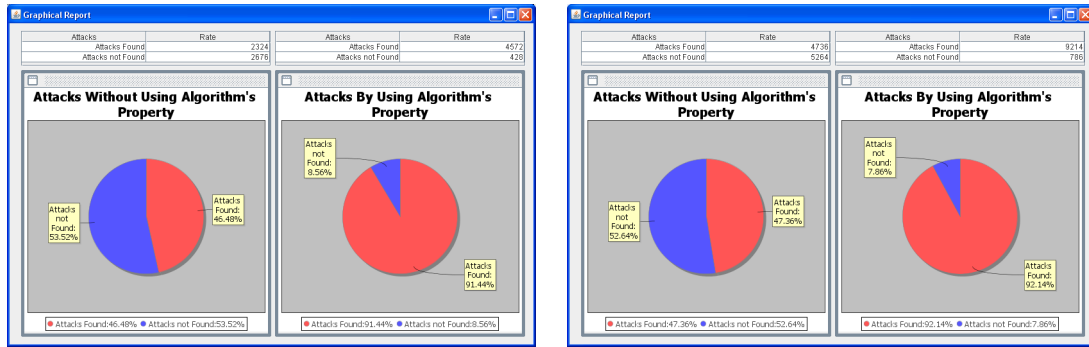 Graphical Report
Attacks Rate
Attacks Found 2324
Attacks not Found 2676
Attacks Rate
Attacks Found 4572
Attacks not Found 428
Attacks Without Using Algorithm's
Property
Attacks
not
Found:
53.52%
Attacks
Found:
46.48%
Attacks Found:46.48% Attacks not Found:53.52%
Attacks By Using Algorithm's
Property
Attacks
not
Found:
8.56%
Attacks
Found:
91.44%
Attacks Found:91.44% Attacks not Found:8.56%
Graphical Report
Attacks Rate
Attacks Found 4736
Attacks not Found 5264
Attacks Rate
Attacks Found 9214
Attacks not Found 786
Attacks Without Using Algorithm's
Property
Attacks
not
Found:
52.64%
Attacks
Found:
47.36%
Attacks Found:47.36% Attacks not Found:52.64%
Attacks By Using Algorithm's
Property
Attacks
not
Found:
7.86%
Attacks
Found:
92.14%
Attacks Found:92.14% Attacks not Found:7.86%